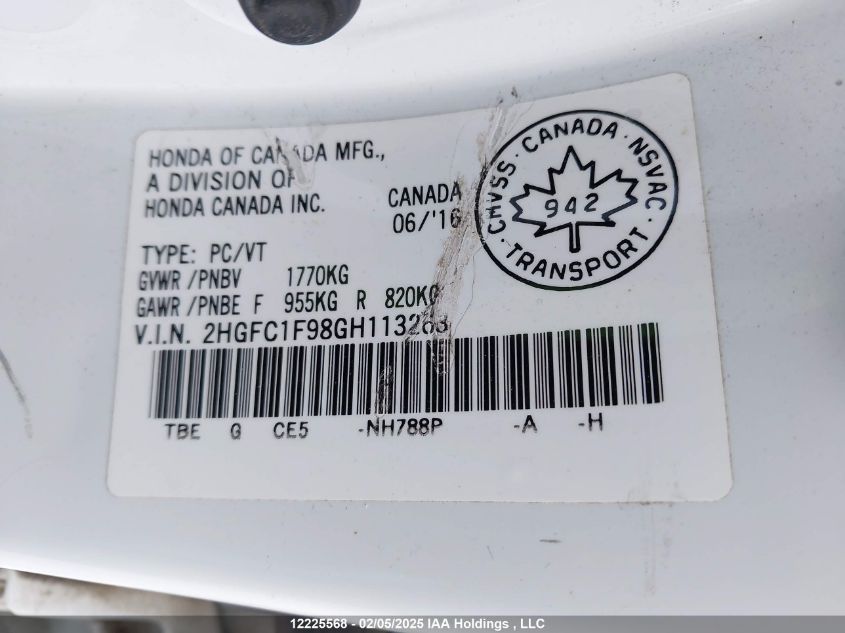 HONDA OF CANADA MFG.,
A DIVISION OF
HONDA CANADA INC.
CANADA
06/'16
CMVSS · CANADA · NSVAC · TRANSPORT ·
942
TYPE: PC/VT
GVWR /PNBV 1770KG
GAWR /PNBE F 955KG R 820KG
V.I.N. 2HGFC1F98GH113263
TBE G CE5 -NH788P -A -H
12225568 - 02/05/2025 IAA Holdings , LLC